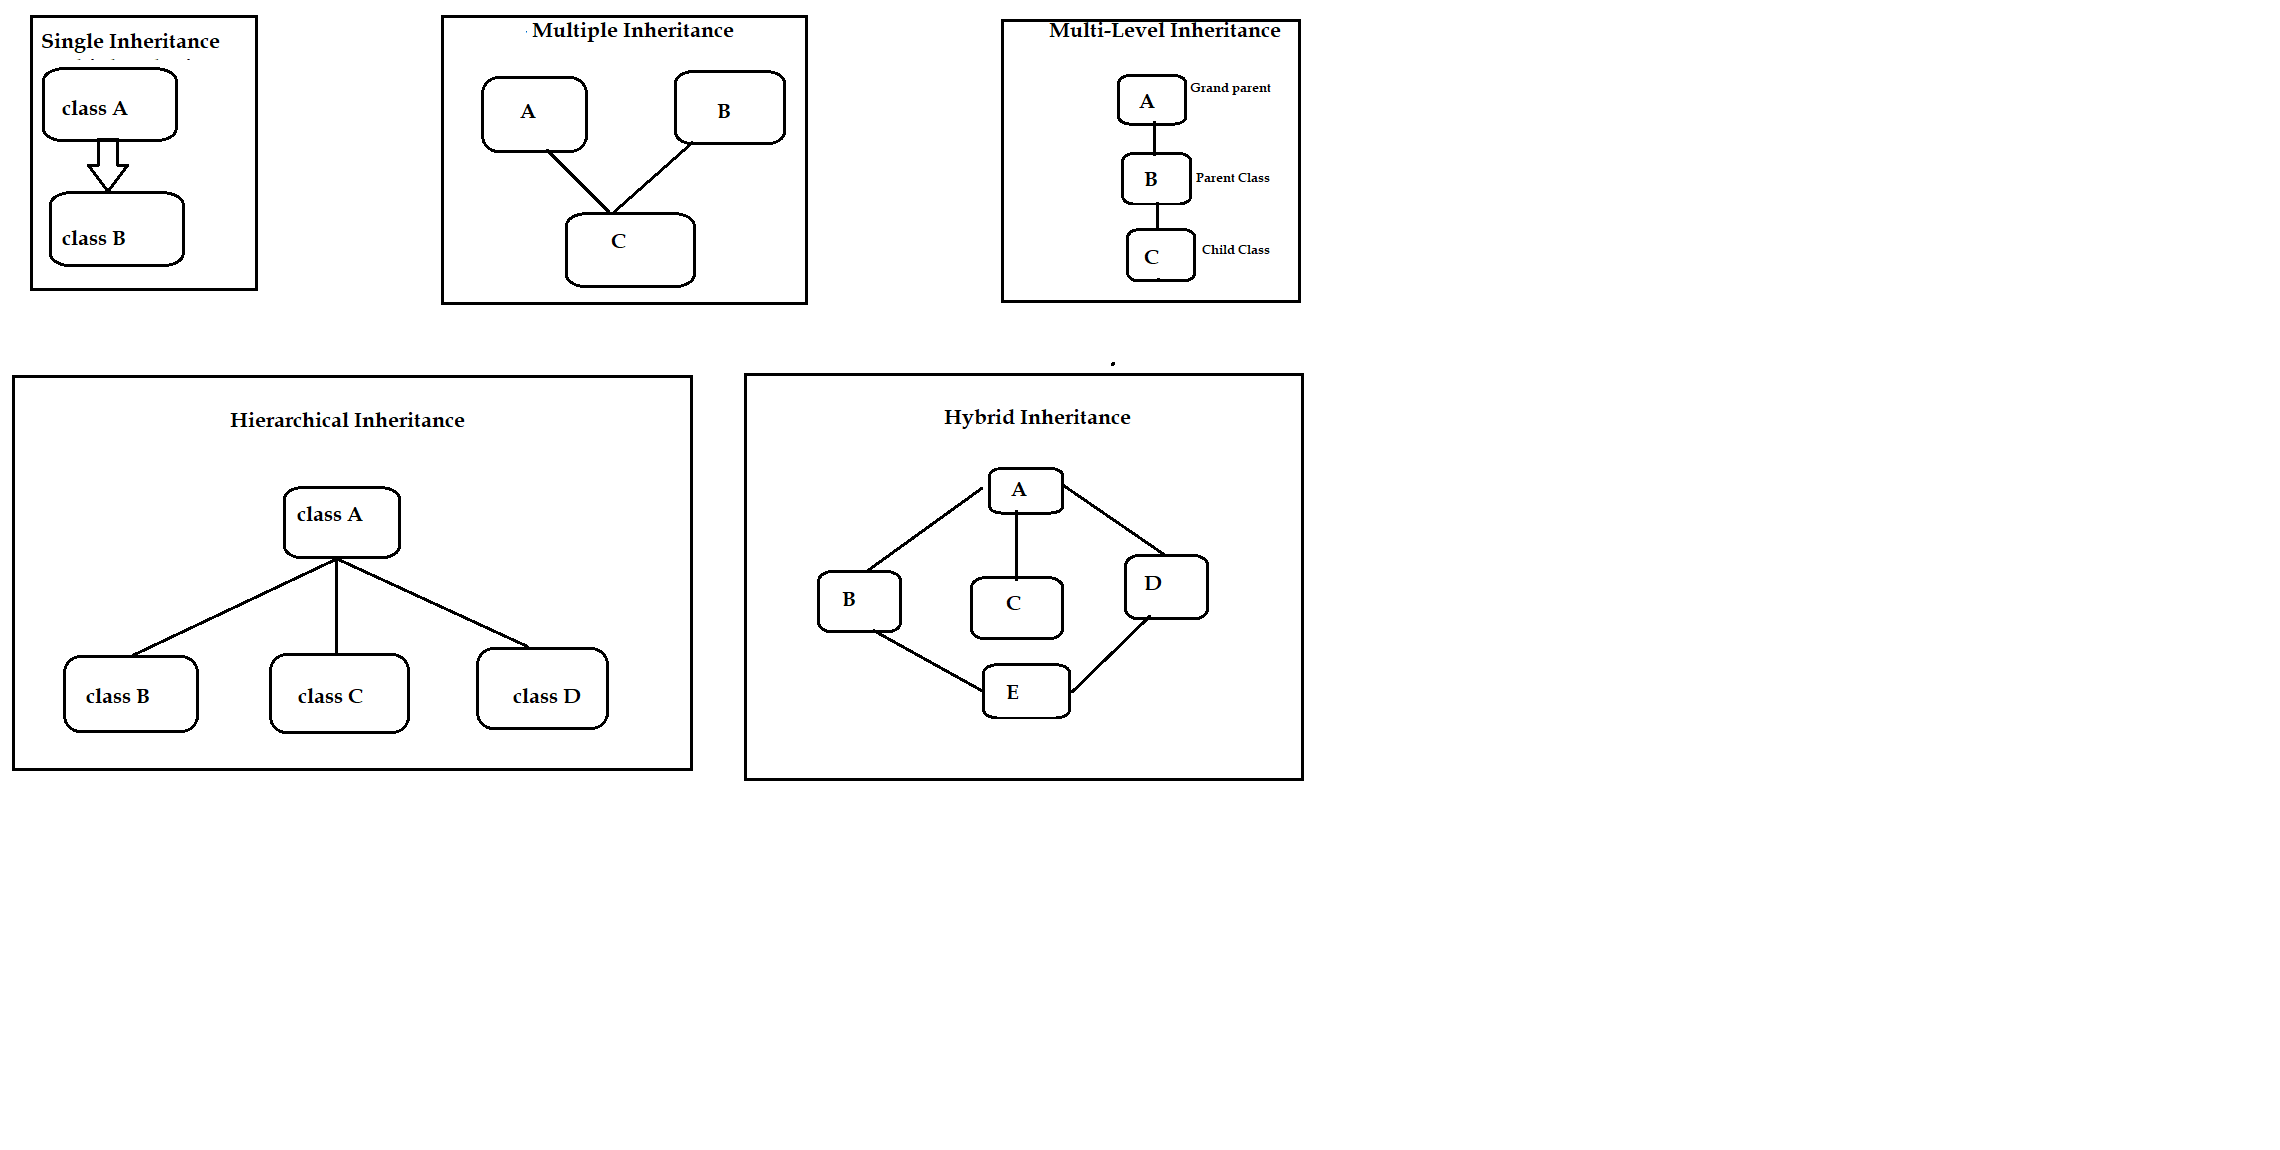 Single Inheritance
class A
class B
Multiple Inheritance
A
B
C
Multi-Level Inheritance
A
Grand parent
B
Parent Class
C
Child Class
Hierarchical Inheritance
class A
class B
class C
class D
Hybrid Inheritance
A
B
C
D
E